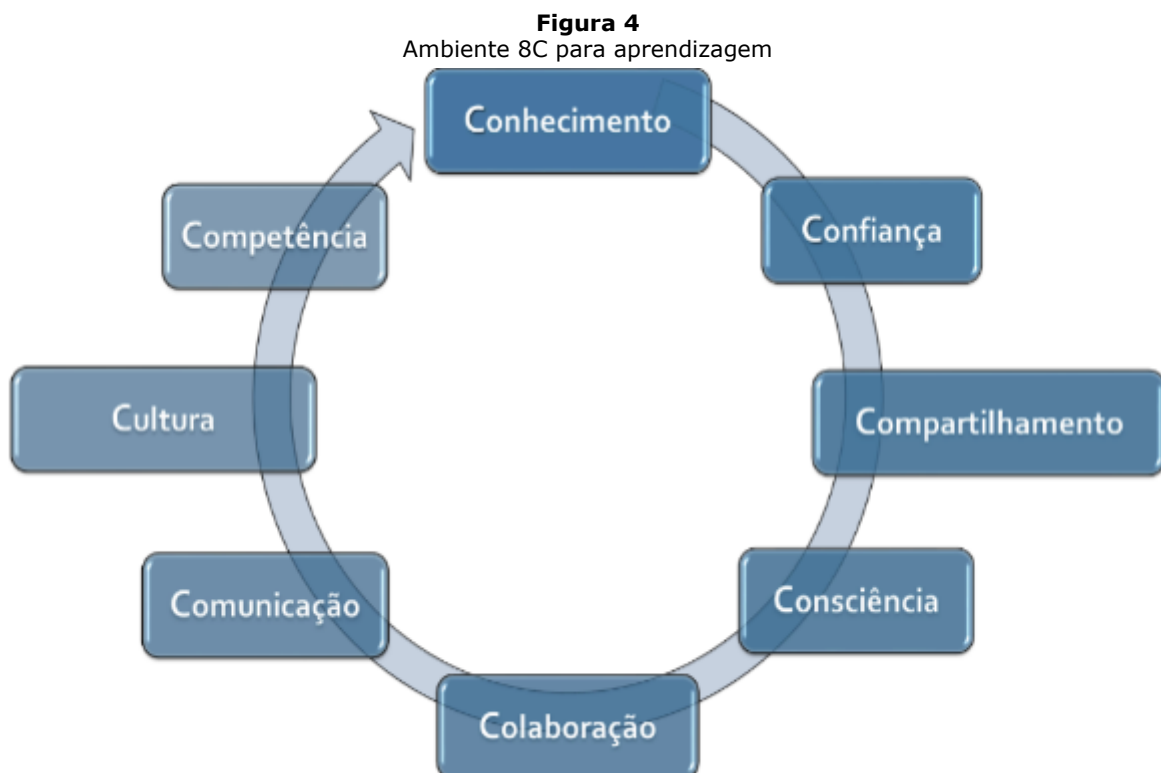 Figura 4
Ambiente 8C para aprendizagem
Conhecimento
Confiança
Compartilhamento
Consciência
Colaboração
Comunicação
Cultura
Competência